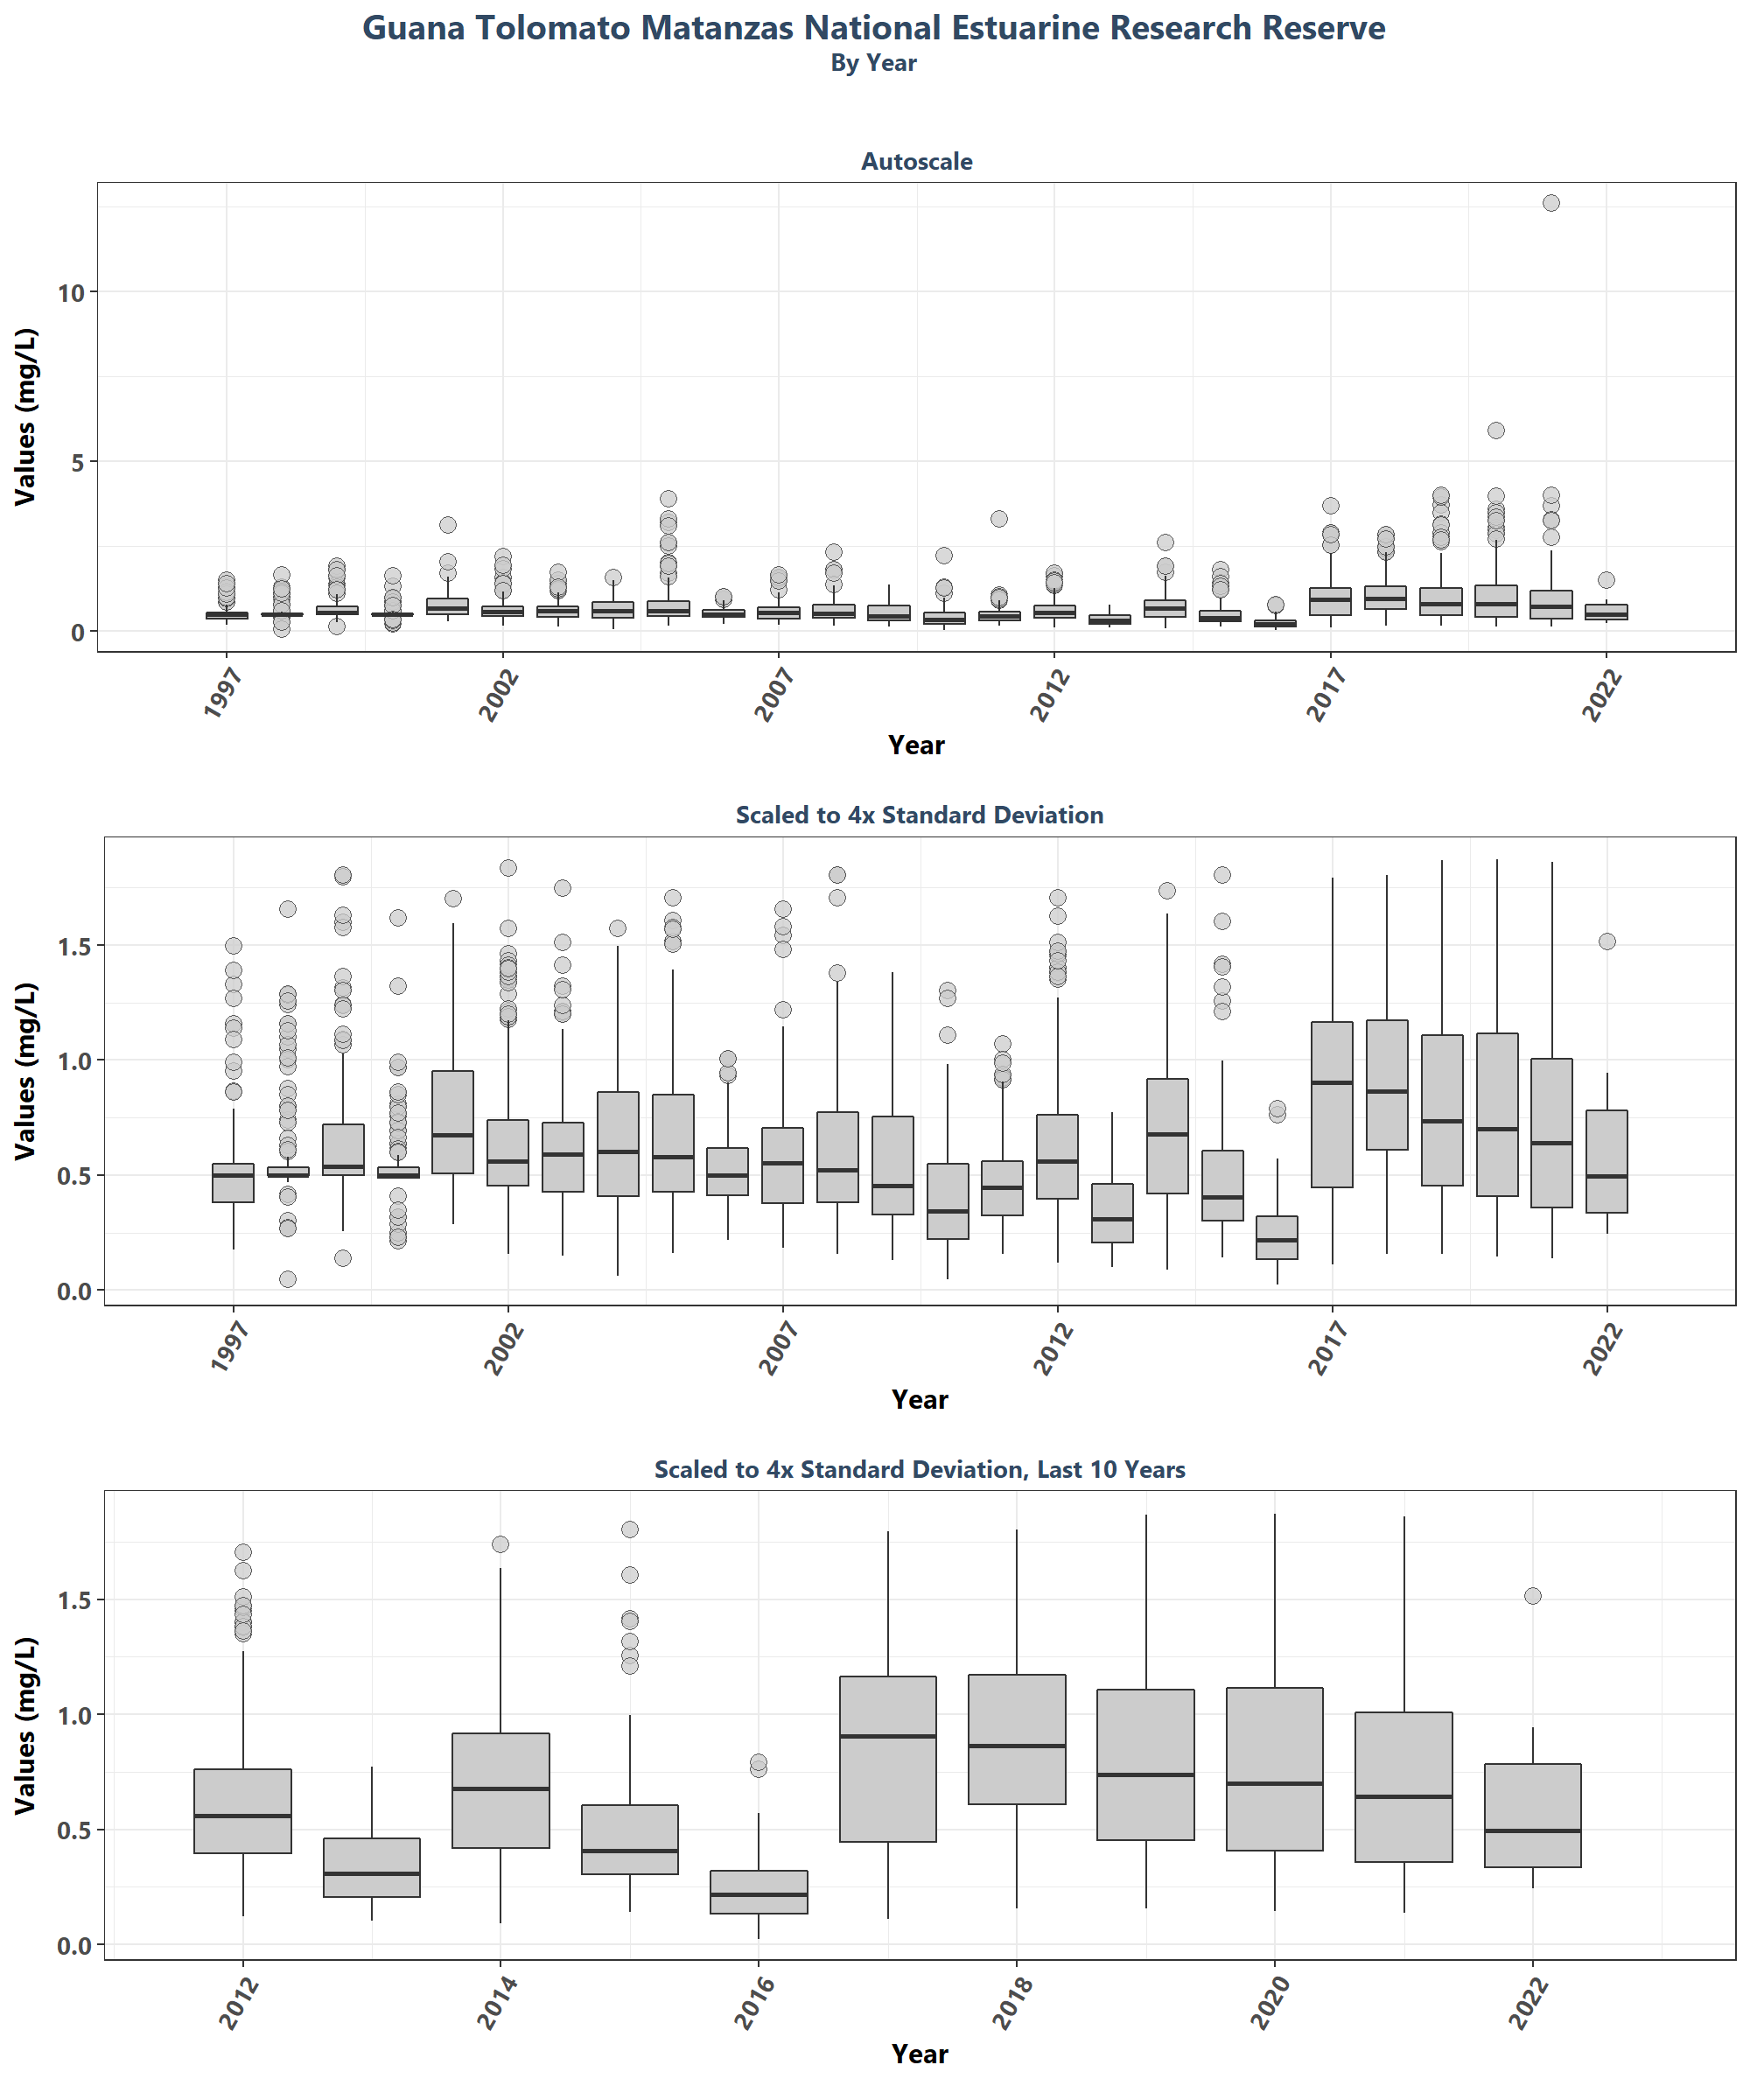 Guana Tolomato Matanzas National Estuarine Research Reserve
By Year
Autoscale
Values (mg/L)
10
5
0
1997 2002 2007 2012 2017 2022
Year
Scaled to 4x Standard Deviation
Values (mg/L)
1.5
1.0
0.5
0.0
1997 2002 2007 2012 2017 2022
Year
Scaled to 4x Standard Deviation, Last 10 Years
Values (mg/L)
1.5
1.0
0.5
0.0
2012 2014 2016 2018 2020 2022
Year